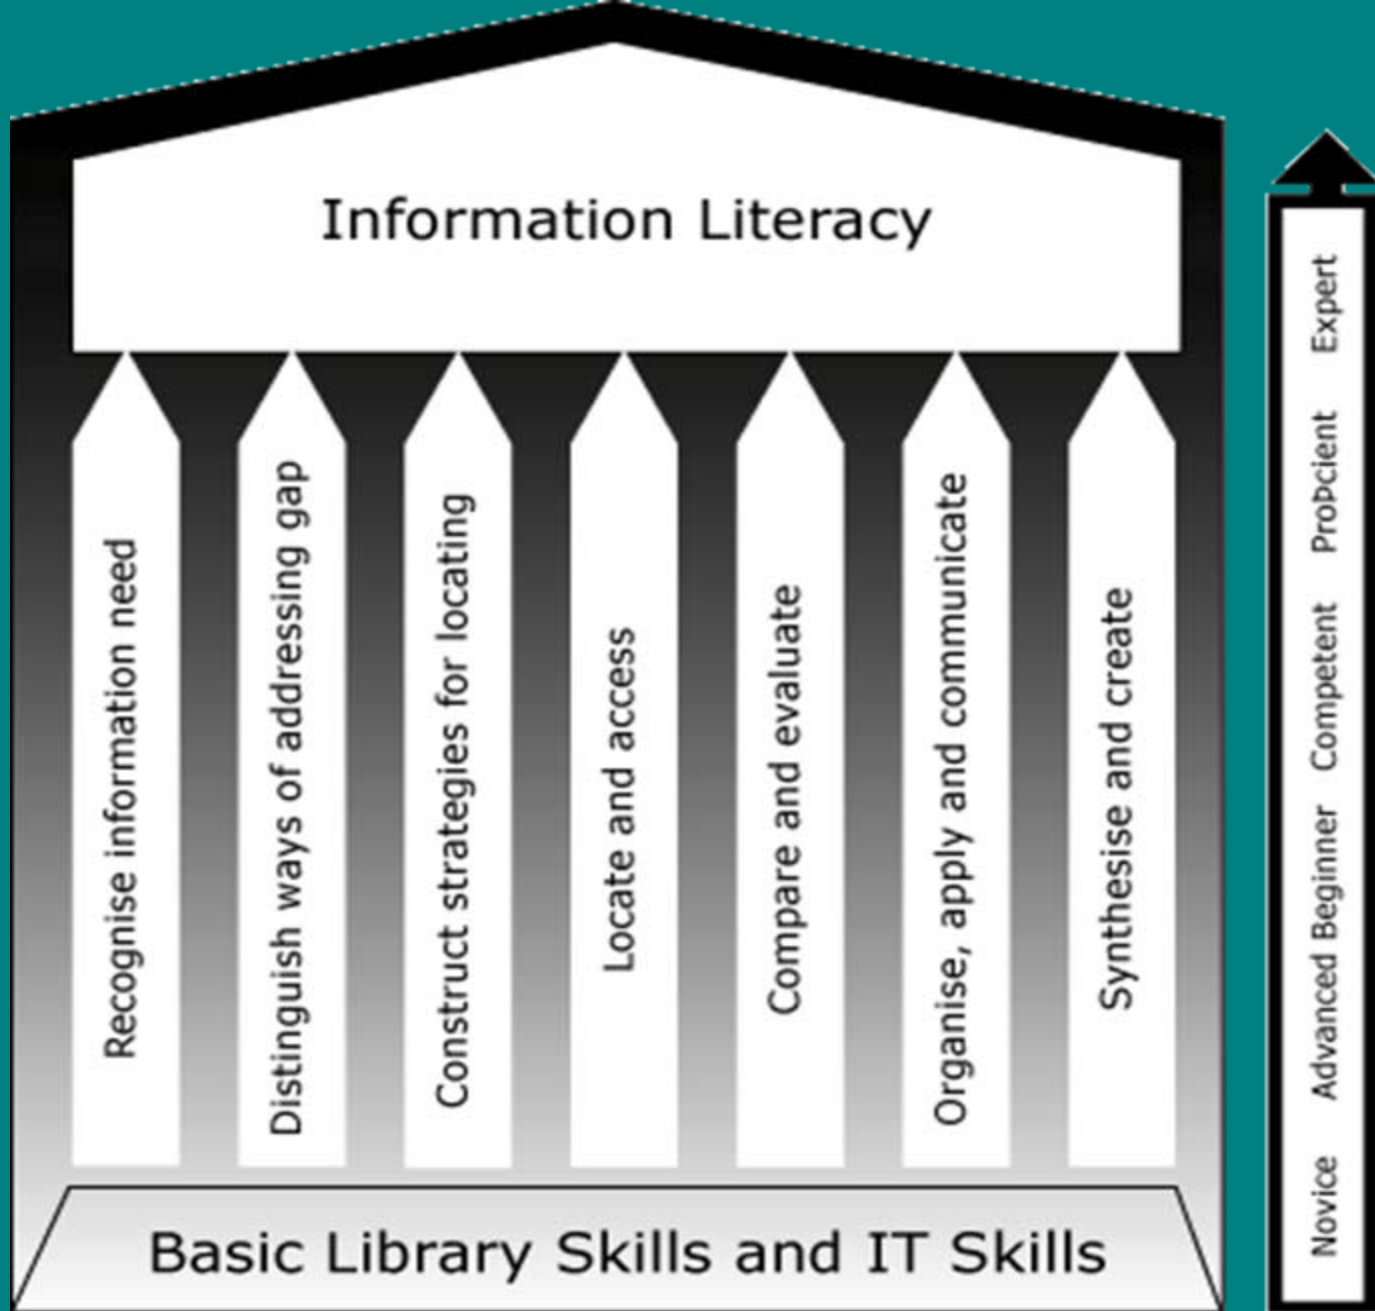 Information Literacy
Recognise information need
Distinguish ways of addressing gap
Construct strategies for locating
Locate and access
Compare and evaluate
Organise, apply and communicate
Synthesise and create
Basic Library Skills and IT Skills
Expert
ProÞcient
Competent
Advanced Beginner
Novice